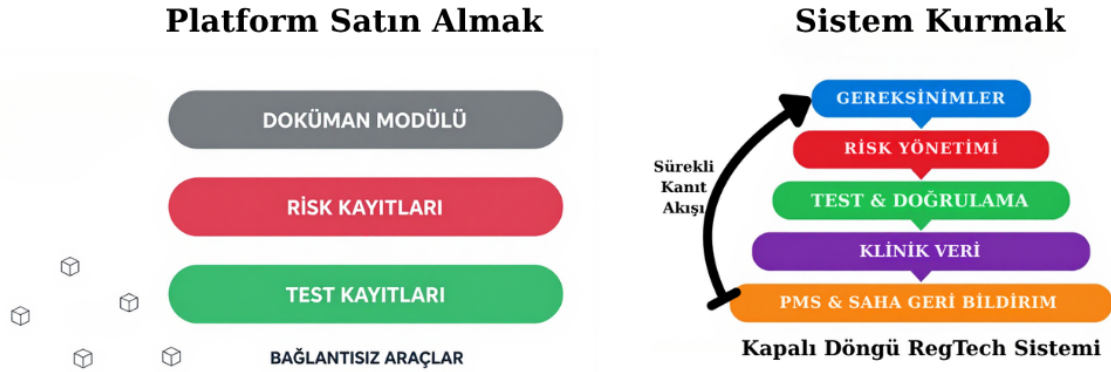 Platform Satın Almak
DOKÜMAN MODÜLÜ
RİSK KAYITLARI
TEST KAYITLARI
BAĞLANTISIZ ARAÇLAR
Sistem Kurmak
GEREKSİNİMLER
RİSK YÖNETİMİ
TEST & DOĞRULAMA
KLİNİK VERİ
PMS & SAHA GERİ BİLDİRIM
Sürekli
Kanıt
Akışı
Kapalı Döngü RegTech Sistemi